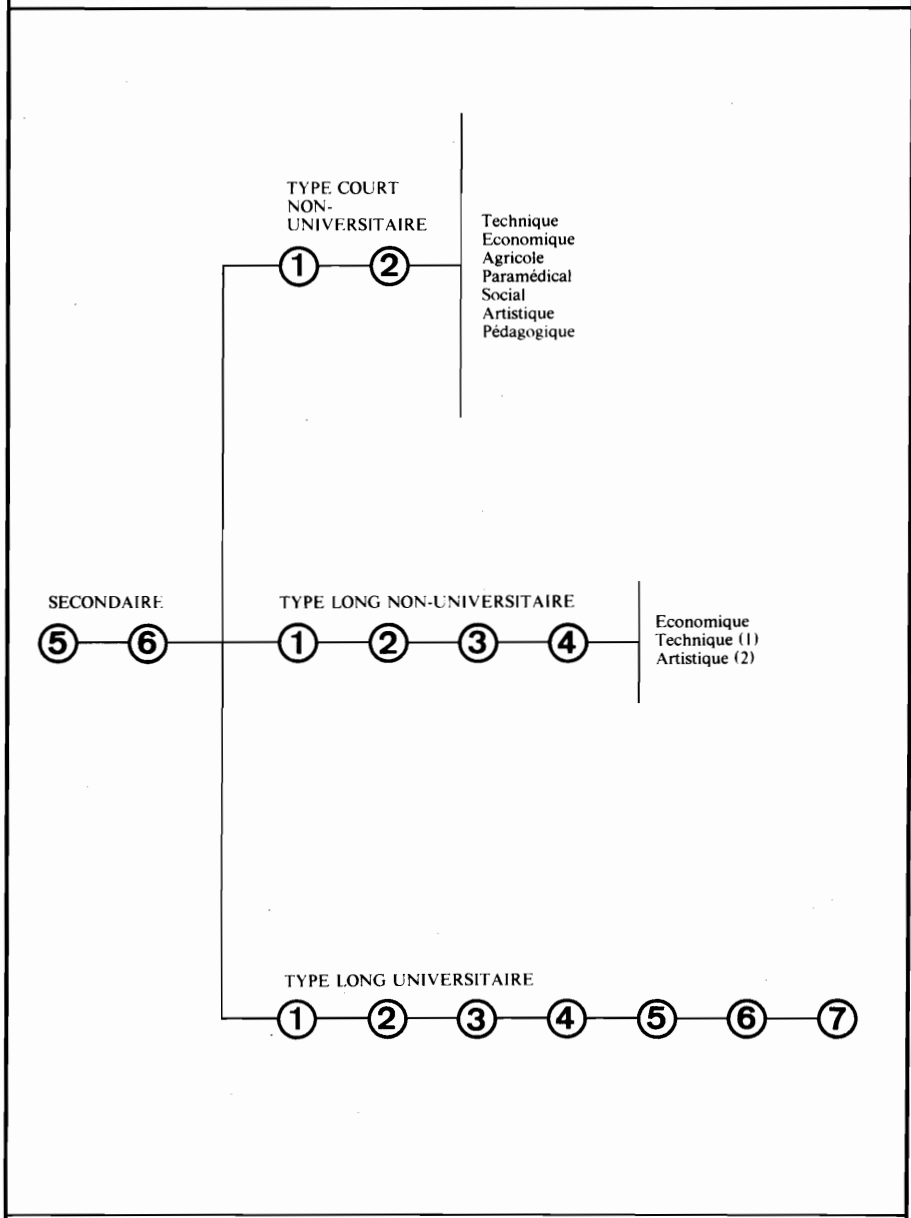 TYPE COURT
NON-
UNIVERSITAIRE
1 2
Technique
Economique
Agricole
Paramédical
Social
Artistique
Pédagogique
SECONDAIRE
5 6
TYPE LONG NON-UNIVERSITAIRE
1 2 3 4
Economique
Technique (1)
Artistique (2)
TYPE LONG UNIVERSITAIRE
1 2 3 4 5 6 7